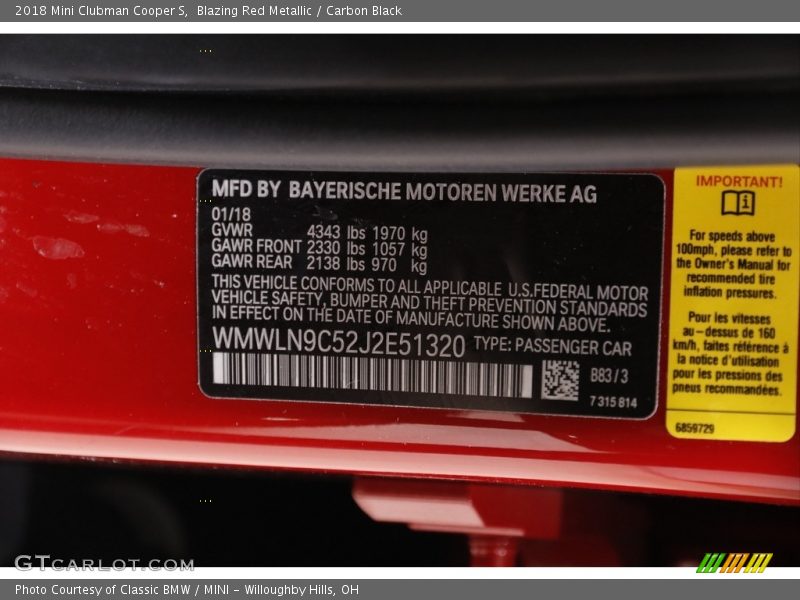 2018 Mini Clubman Cooper S,  Blazing Red Metallic / Carbon Black
MFD BY BAYERISCHE MOTOREN WERKE AG
01/18
GVWR 4343 lbs 1970 kg
GAWR FRONT 2330 lbs 1057 kg
GAWR REAR 2138 lbs 970 kg
THIS VEHICLE CONFORMS TO ALL APPLICABLE U.S.FEDERAL MOTOR
VEHICLE SAFETY, BUMPER AND THEFT PREVENTION STANDARDS
IN EFFECT ON THE DATE OF MANUFACTURE SHOWN ABOVE.
WMWLN9C52J2E51320 TYPE: PASSENGER CAR
B83/3
7 315 814
IMPORTANT!
For speeds above
100mph, please refer to
the Owner's Manual for
recommended tire
inflation pressures.
Pour les vitesses
au-dessus de 160
km/h, faites référence à
la notice d'utilisation
pour les pressions des
pneus recommandées.
6859729
GTCARLOT.COM
Photo Courtesy of Classic BMW / MINI - Willoughby Hills, OH